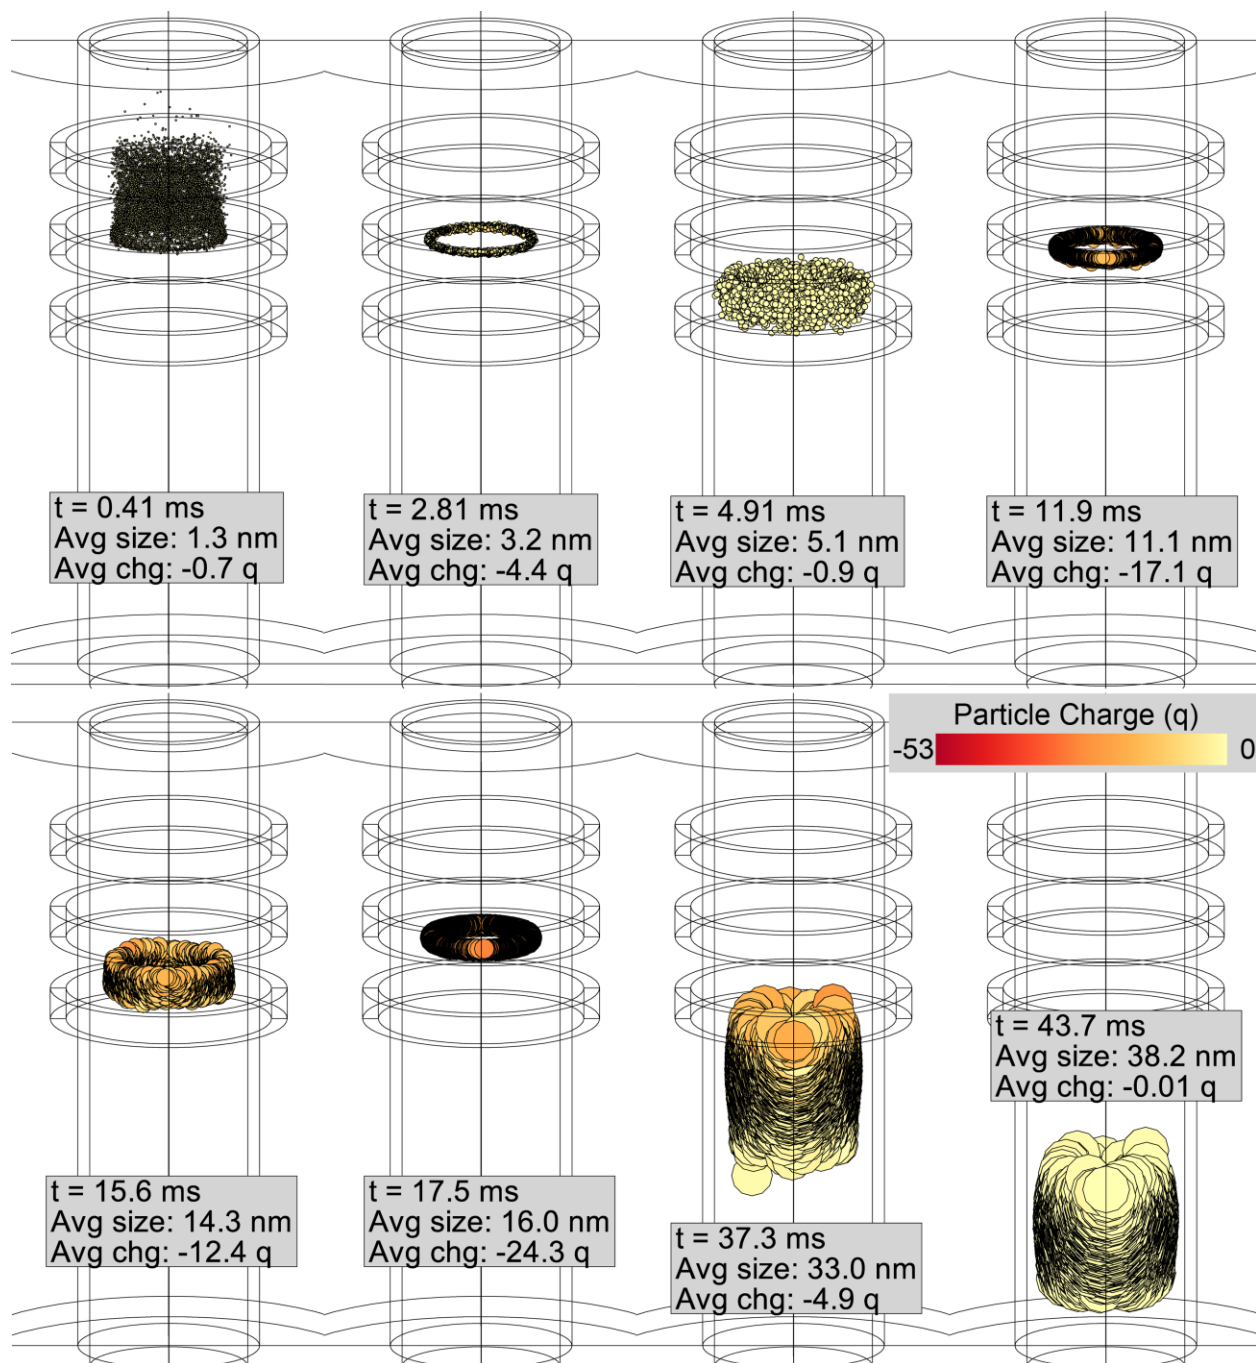 t = 0.41 ms
Avg size: 1.3 nm
Avg chg: -0.7 q
t = 2.81 ms
Avg size: 3.2 nm
Avg chg: -4.4 q
t = 4.91 ms
Avg size: 5.1 nm
Avg chg: -0.9 q
t = 11.9 ms
Avg size: 11.1 nm
Avg chg: -17.1 q
Particle Charge (q)
-53 0
t = 15.6 ms
Avg size: 14.3 nm
Avg chg: -12.4 q
t = 17.5 ms
Avg size: 16.0 nm
Avg chg: -24.3 q
t = 37.3 ms
Avg size: 33.0 nm
Avg chg: -4.9 q
t = 43.7 ms
Avg size: 38.2 nm
Avg chg: -0.01 q